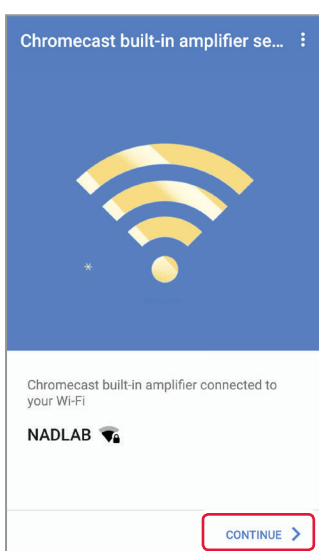 Chromecast built-in amplifier se...
Chromecast built-in amplifier connected to
your Wi-Fi
NADLAB
CONTINUE